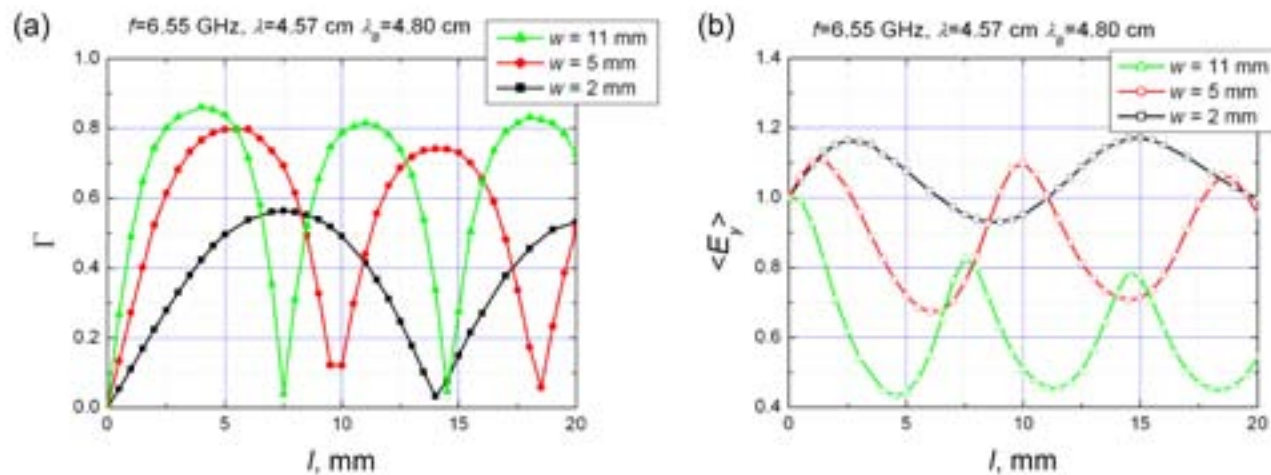 (a)
f=6.55 GHz, λ=4.57 cm λg=4.80 cm
w = 11 mm
w = 5 mm
w = 2 mm
1.0
0.8
0.6
0.4
0.2
0.0
Γ
0
5
10
15
20
l, mm
(b)
f=6.55 GHz, λ=4.57 cm λg=4.80 cm
w = 11 mm
w = 5 mm
w = 2 mm
1.4
1.2
1.0
0.8
0.6
0.4
<Ey>
0
5
10
15
20
l, mm